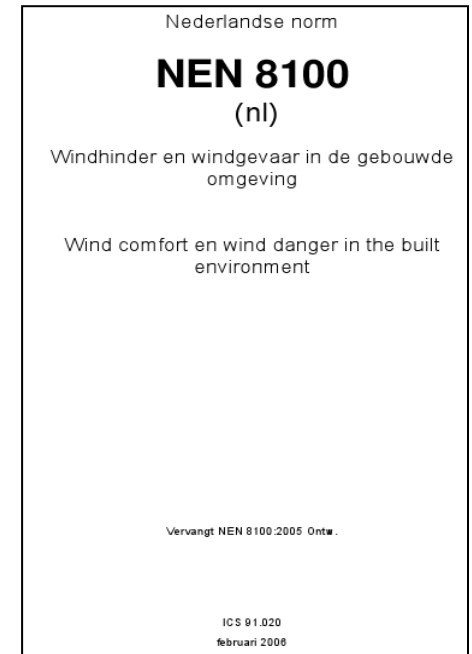 Nederlandse norm
NEN 8100
(nl)
Windhinder en windgevaar in de gebouwde
omgeving
Wind comfort en wind danger in the built
environment
Vervangt NEN 8100:2005 Ontw.
ICS 91.020
februari 2006